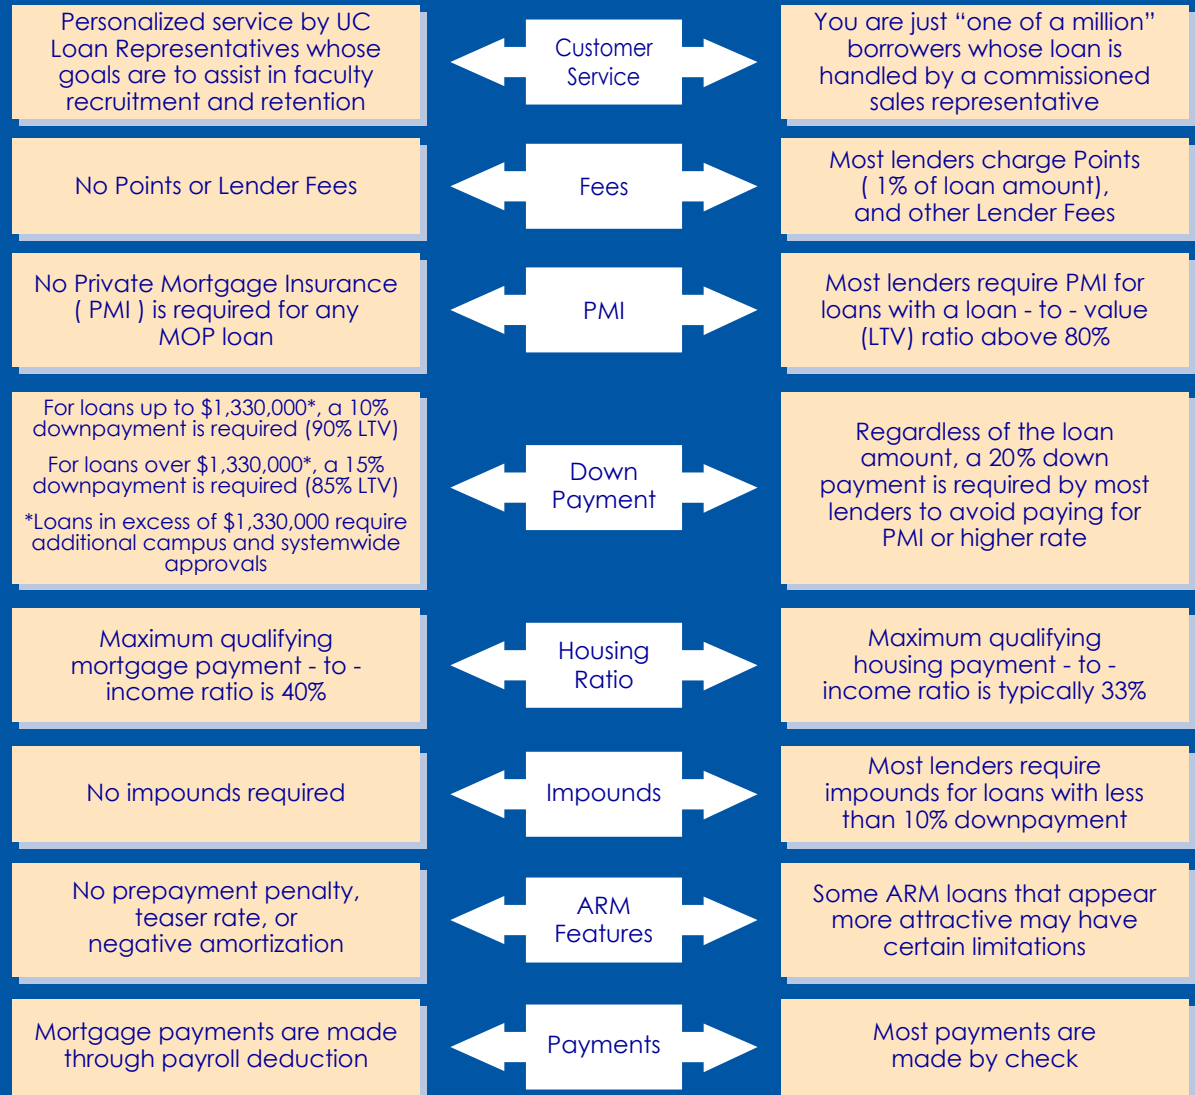 Personalized service by UC
Loan Representatives whose
goals are to assist in faculty
recruitment and retention
Customer
Service
You are just “one of a million”
borrowers whose loan is
handled by a commissioned
sales representative
No Points or Lender Fees
Fees
Most lenders charge Points
( 1% of loan amount),
and other Lender Fees
No Private Mortgage Insurance
( PMI ) is required for any
MOP loan
PMI
Most lenders require PMI for
loans with a loan - to - value
(LTV) ratio above 80%
For loans up to $1,330,000*, a 10%
downpayment is required (90% LTV)
For loans over $1,330,000*, a 15%
downpayment is required (85% LTV)
*Loans in excess of $1,330,000 require
additional campus and systemwide
approvals
Down
Payment
Regardless of the loan
amount, a 20% down
payment is required by most
lenders to avoid paying for
PMI or higher rate
Maximum qualifying
mortgage payment - to -
income ratio is 40%
Housing
Ratio
Maximum qualifying
housing payment - to -
income ratio is typically 33%
No impounds required
Impounds
Most lenders require
impounds for loans with less
than 10% downpayment
No prepayment penalty,
teaser rate, or
negative amortization
ARM
Features
Some ARM loans that appear
more attractive may have
certain limitations
Mortgage payments are made
through payroll deduction
Payments
Most payments are
made by check